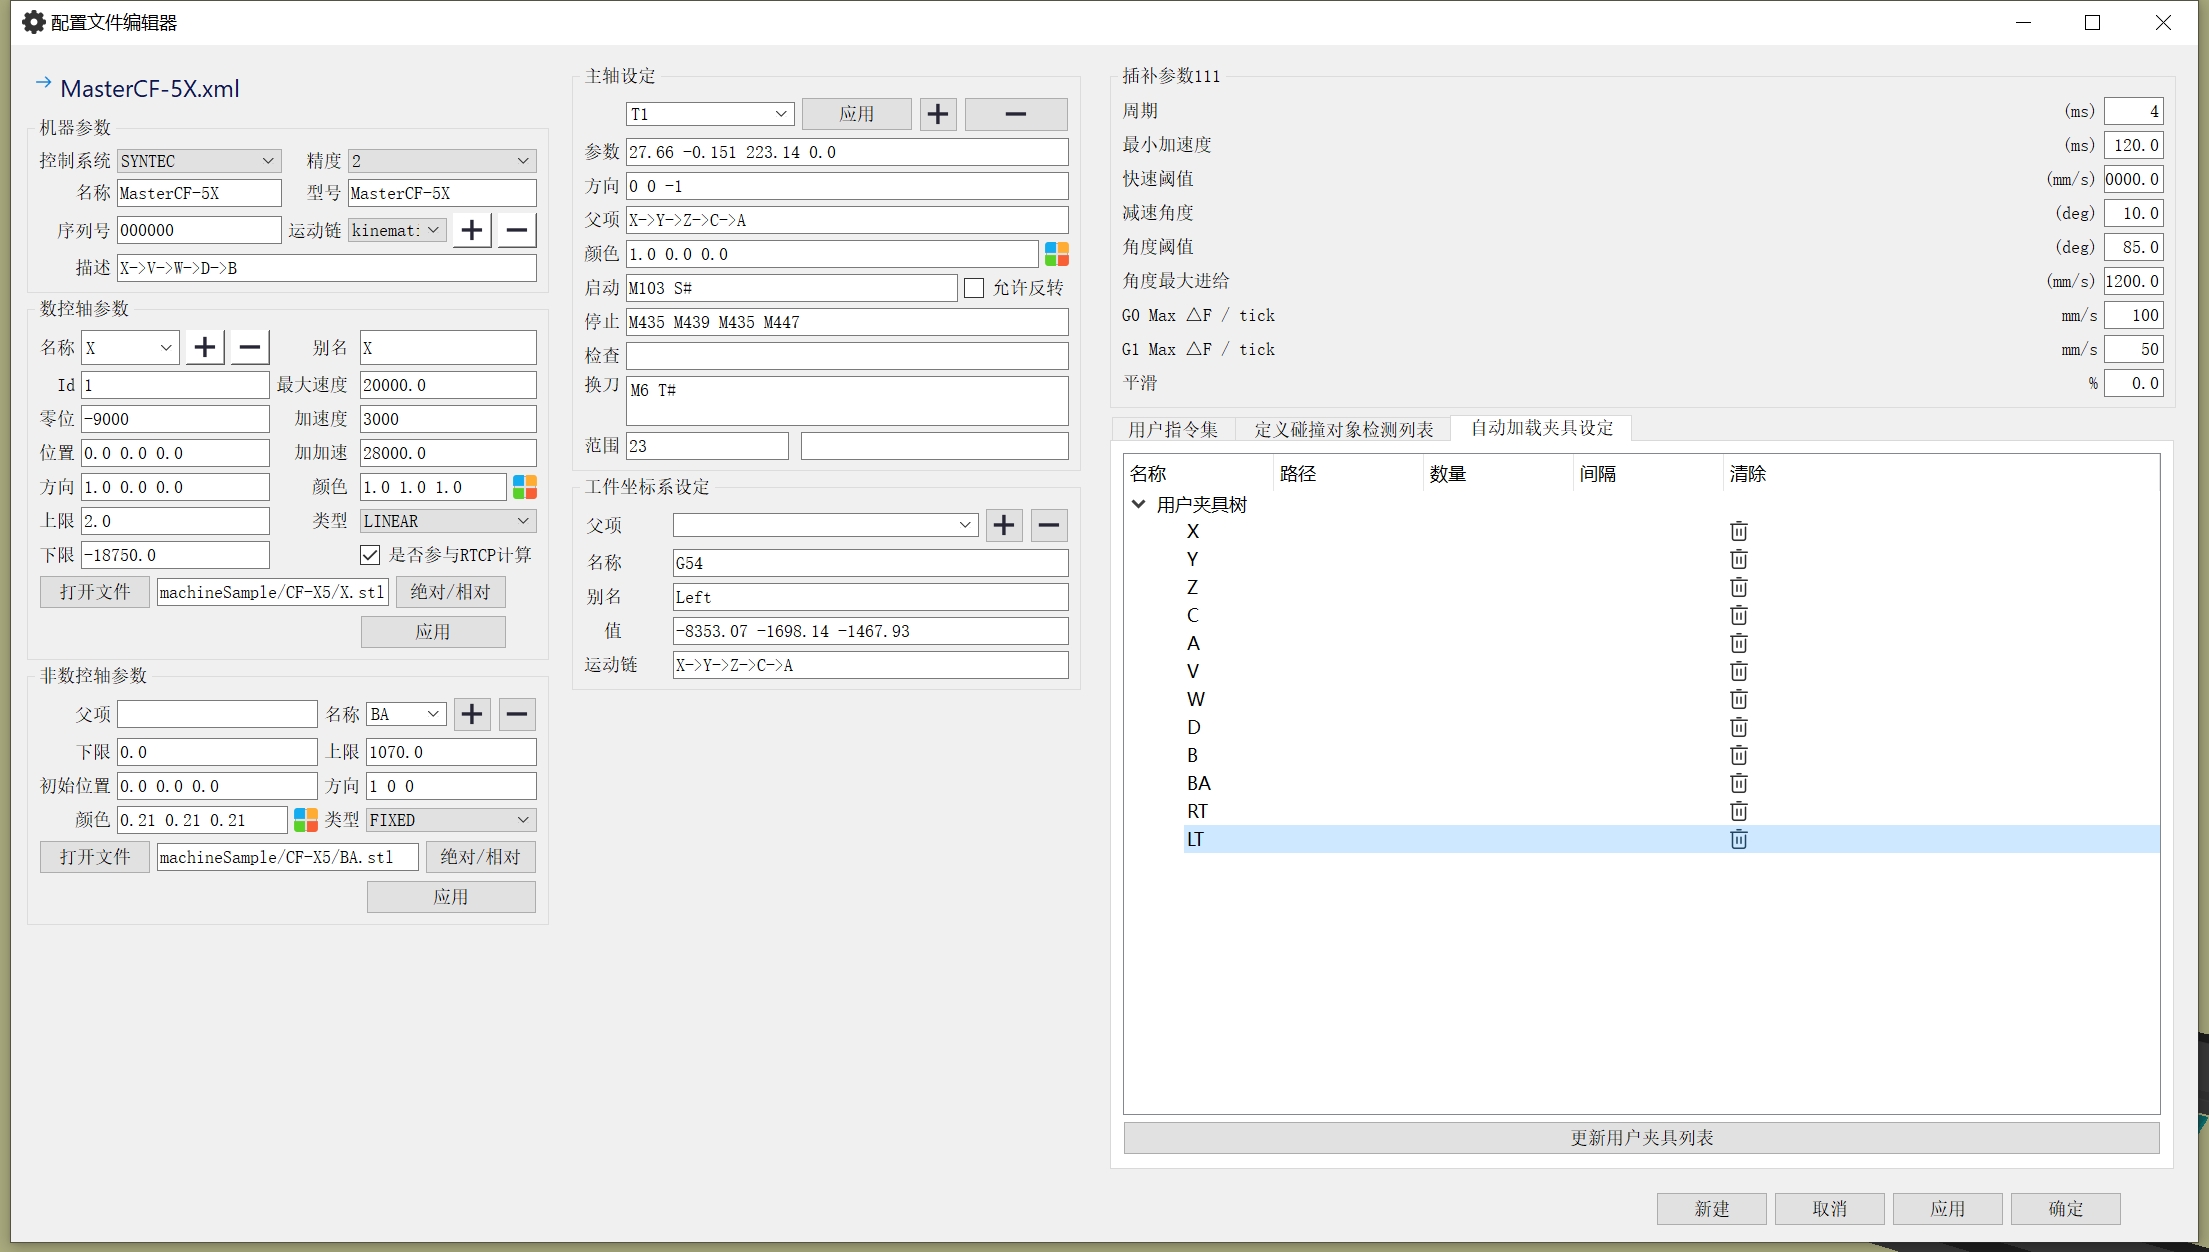 配置文件编辑器
MasterCF-5X.xml
机器参数
控制系统 SYNTEC 精度 2
名称 MasterCF-5X 型号 MasterCF-5X
序列号 000000 运动链
描述 X->V->W->D->B
数控轴参数
名称 X 别名 X
Id 1 最大速度 20000.0
零位 -9000 加速度 3000
位置 0.0 0.0 0.0 加加速 28000.0
方向 1.0 0.0 0.0 颜色 1.0 1.0 1.0
上限 2.0 类型 LINEAR
下限 -18750.0 是否参与RTCP计算
打开文件 machineSample/CF-X5/X.stl 绝对/相对
应用
非数控轴参数
父项 名称 BA
下限 0.0 上限 1070.0
初始位置 0.0 0.0 0.0 方向 1 0 0
颜色 0.21 0.21 0.21 类型 FIXED
打开文件 machineSample/CF-X5/BA.stl 绝对/相对
应用
主轴设定
T1 应用
参数 27.66 -0.151 223.14 0.0
方向 0 0 -1
父项 X->Y->Z->C->A
颜色 1.0 0.0 0.0
启动 M103 S# 允许反转
停止 M435 M439 M435 M447
检查
换刀 M6 T#
范围 23
工件坐标系设定
父项
名称 G54
别名 Left
值 -8353.07 -1698.14 -1467.93
运动链 X->Y->Z->C->A
插补参数111
周期 (ms) 4
最小加速度 (ms) 120.0
快速阈值 (mm/s) 0000.0
减速角度 (deg) 10.0
角度阈值 (deg) 85.0
角度最大进给 (mm/s) 1200.0
G0 Max △F / tick mm/s 100
G1 Max △F / tick mm/s 50
平滑 % 0.0
用户指令集 定义碰撞对象检测列表 自动加载夹具设定
名称 路径 数量 间隔 清除
用户夹具树
X
Y
Z
C
A
V
W
D
B
BA
RT
LT
更新用户夹具列表
新建 取消 应用 确定